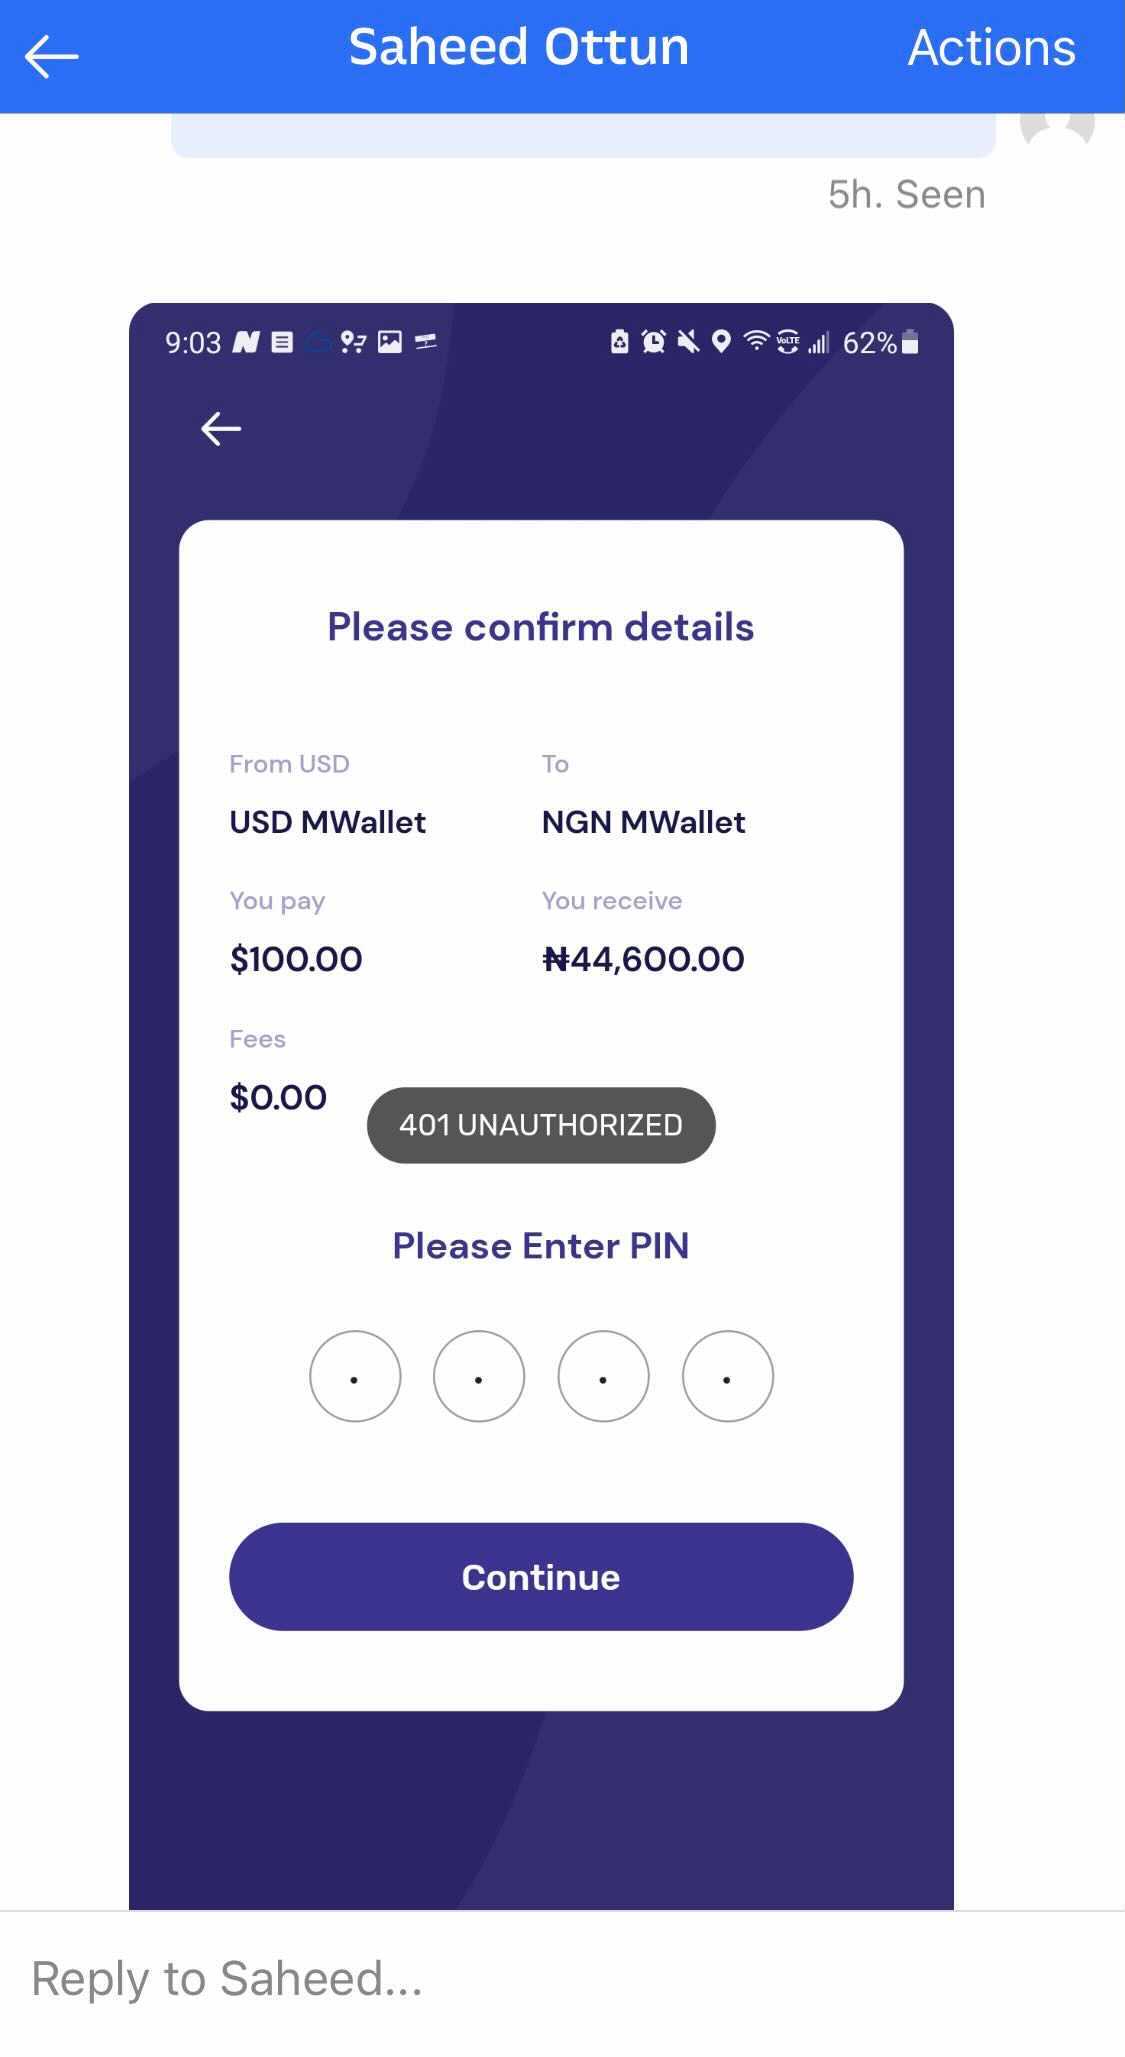 Saheed Ottun
Actions
5h. Seen
9:03
VoLTE
62%
Please confirm details
From USD
To
USD MWallet
NGN MWallet
You pay
You receive
$100.00
₦44,600.00
Fees
$0.00
401 UNAUTHORIZED
Please Enter PIN
Continue
Reply to Saheed...